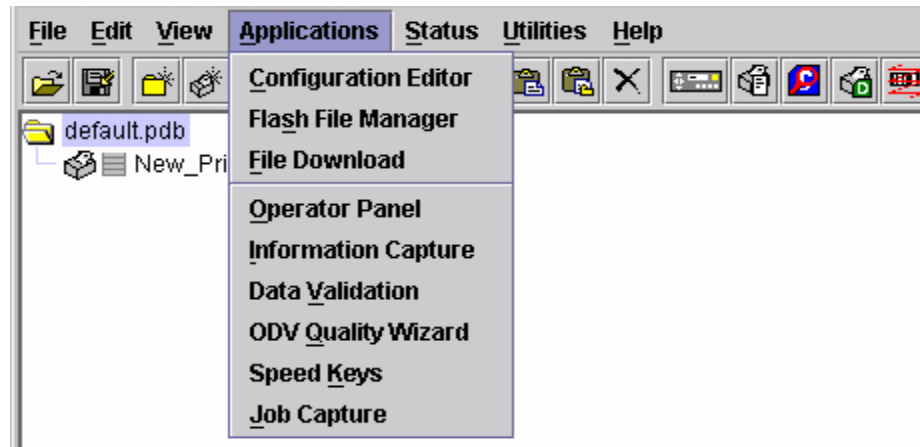 File Edit View Applications Status Utilities Help
Configuration Editor
Flash File Manager
default.pdb
File Download
New_Pri
Operator Panel
Information Capture
Data Validation
ODV Quality Wizard
Speed Keys
Job Capture